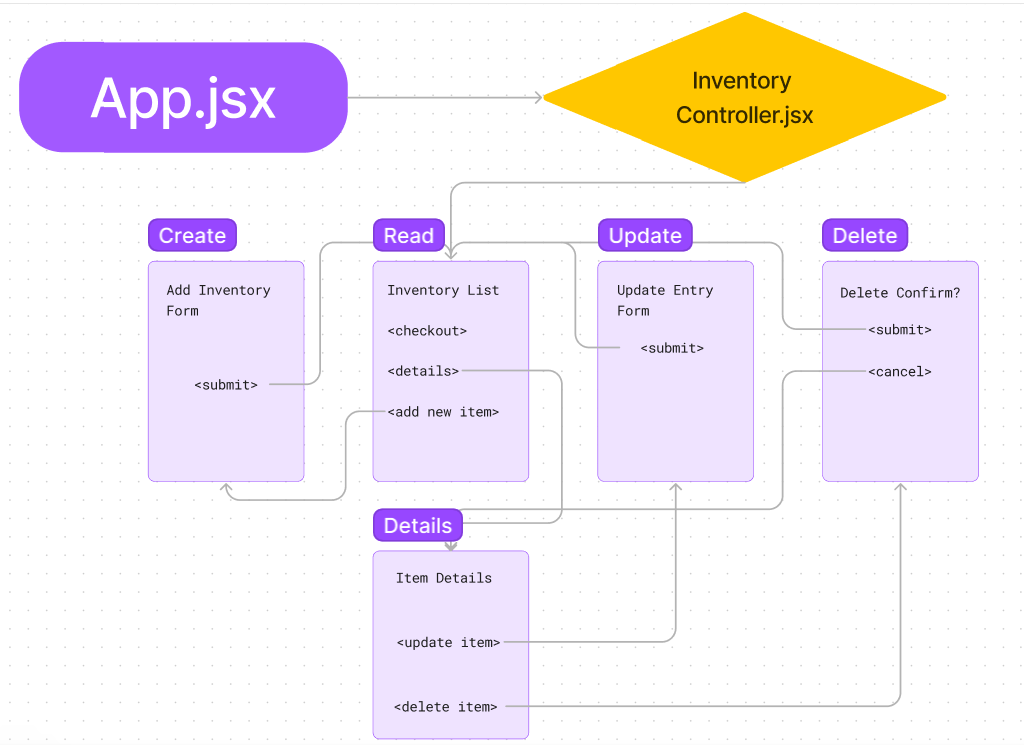 App.jsx
Inventory
Controller.jsx
Create
Add Inventory
Form
<submit>
Read
Inventory List
<checkout>
<details>
<add new item>
Update
Update Entry
Form
<submit>
Delete
Delete Confirm?
<submit>
<cancel>
Details
Item Details
<update item>
<delete item>